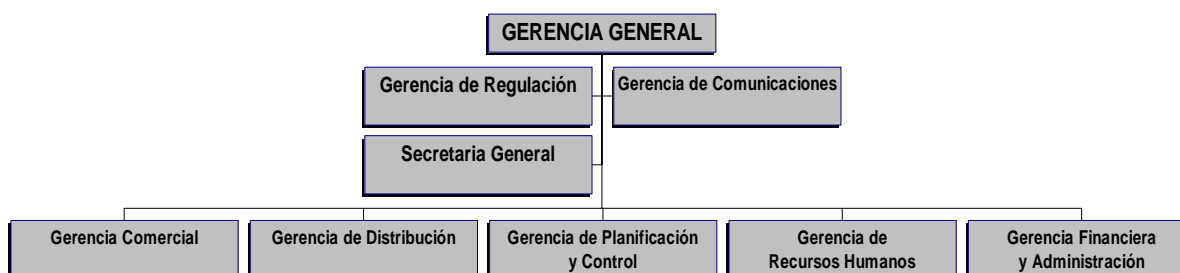 GERENCIA GENERAL
Gerencia de Regulación
Gerencia de Comunicaciones
Secretaria General
Gerencia Comercial
Gerencia de Distribución
Gerencia de Planificación
y Control
Gerencia de
Recursos Humanos
Gerencia Financiera
y Administración